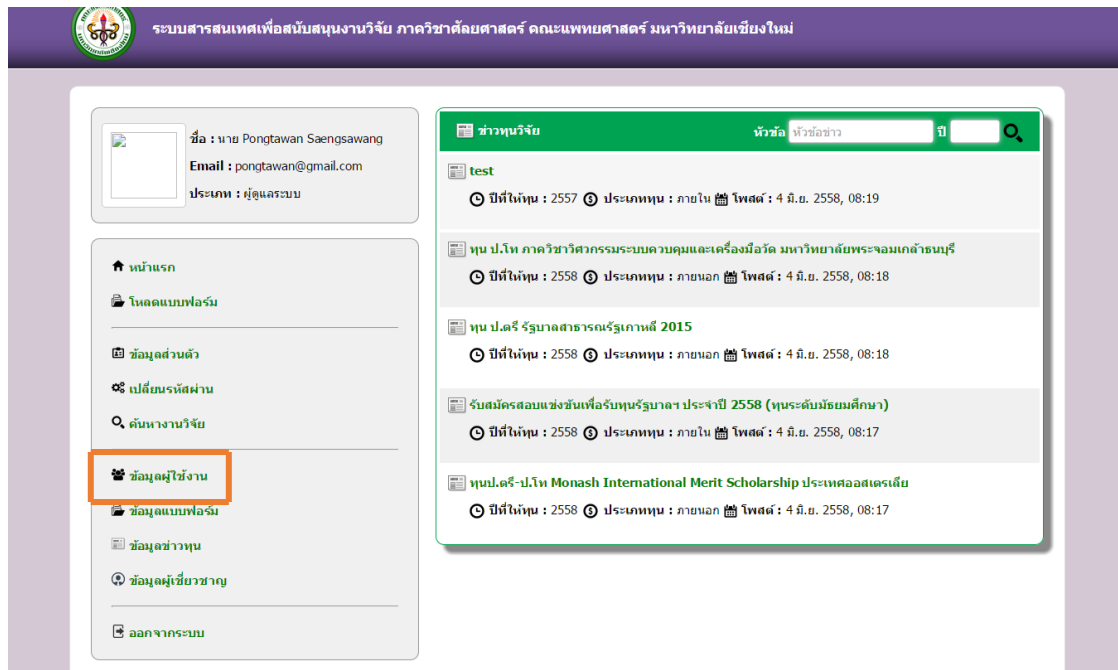 ระบบสารสนเทศเพื่อสนับสนุนงานวิจัย ภาควิชาศัลยศาสตร์ คณะแพทยศาสตร์ มหาวิทยาลัยเชียงใหม่
ชื่อ : นาย Pongtawan Saengsawang
Email : pongtawan@gmail.com
ประเภท : ผู้ดูแลระบบ
หน้าแรก
โหลดแบบฟอร์ม
ข้อมูลส่วนตัว
เปลี่ยนรหัสผ่าน
ค้นหางานวิจัย
ข้อมูลผู้ใช้งาน
ข้อมูลแบบฟอร์ม
ข้อมูลข่าวทุน
ข้อมูลผู้เชี่ยวชาญ
ออกจากระบบ
ข่าวทุนวิจัย หัวข้อ หัวข้อข่าว ปี
test
ปีที่ให้ทุน : 2557 ประเภททุน : ภายใน โพสต์ : 4 มิ.ย. 2558, 08:19
ทุน ป.โท ภาควิชาวิศวกรรมระบบควบคุมและเครื่องมือวัด มหาวิทยาลัยพระจอมเกล้าธนบุรี
ปีที่ให้ทุน : 2558 ประเภททุน : ภายนอก โพสต์ : 4 มิ.ย. 2558, 08:18
ทุน ป.ตรี รัฐบาลสาธารณรัฐเกาหลี 2015
ปีที่ให้ทุน : 2558 ประเภททุน : ภายนอก โพสต์ : 4 มิ.ย. 2558, 08:18
รับสมัครสอบแข่งขันเพื่อรับทุนรัฐบาลฯ ประจำปี 2558 (ทุนระดับมัธยมศึกษา)
ปีที่ให้ทุน : 2558 ประเภททุน : ภายใน โพสต์ : 4 มิ.ย. 2558, 08:17
ทุนป.ตรี-ป.โท Monash International Merit Scholarship ประเทศออสเตรเลีย
ปีที่ให้ทุน : 2558 ประเภททุน : ภายนอก โพสต์ : 4 มิ.ย. 2558, 08:17